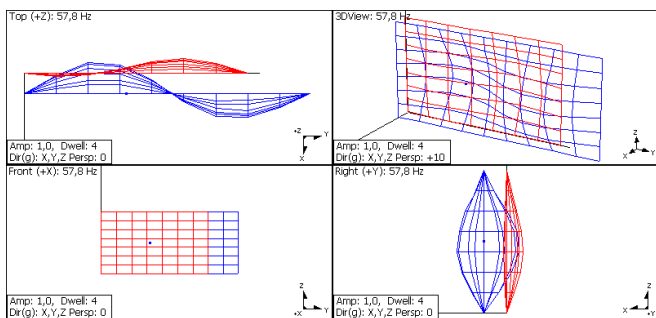 Top (+Z): 57,8 Hz
Amp: 1,0, Dwell: 4
Dir(g): X,Y,Z Persp: 0
Z
Y
X
3DView: 57,8 Hz
Amp: 1,0, Dwell: 4
Dir(g): X,Y,Z Persp: +10
Z
X
Y
Front (+X): 57,8 Hz
Amp: 1,0, Dwell: 4
Dir(g): X,Y,Z Persp: 0
Z
X
Y
Right (+Y): 57,8 Hz
Amp: 1,0, Dwell: 4
Dir(g): X,Y,Z Persp: 0
Z
X
Y